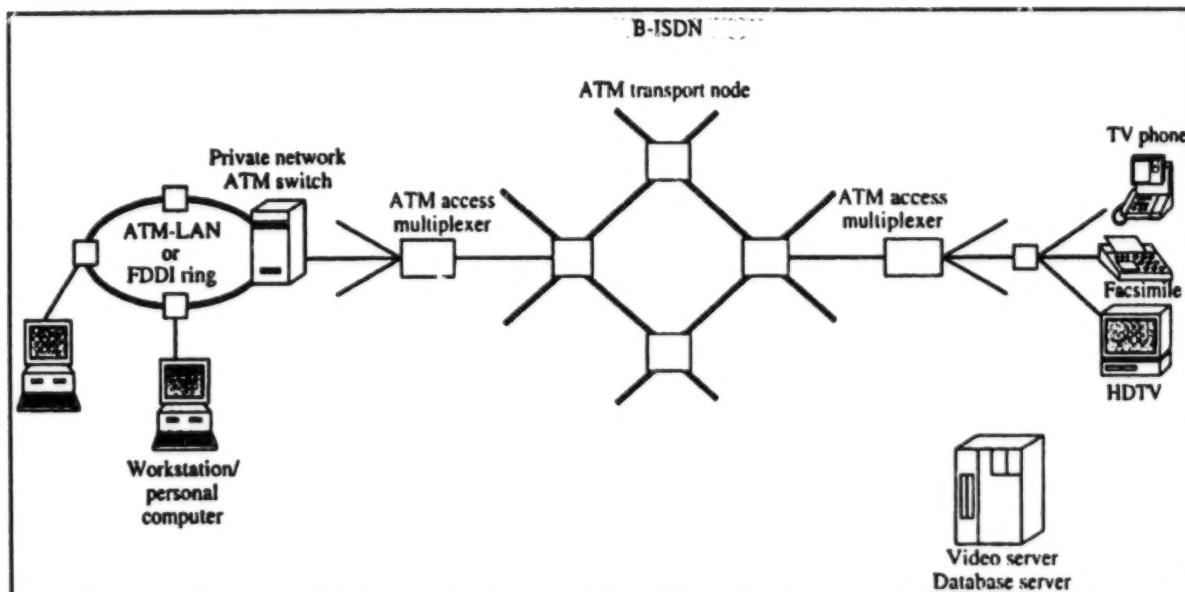 B-ISDN
ATM transport node
TV phone
Private network
ATM switch
ATM access
multiplexer
ATM access
multiplexer
ATM-LAN
or
FDDI ring
Facsimile
HDTV
Workstation/
personal
computer
Video server
Database server